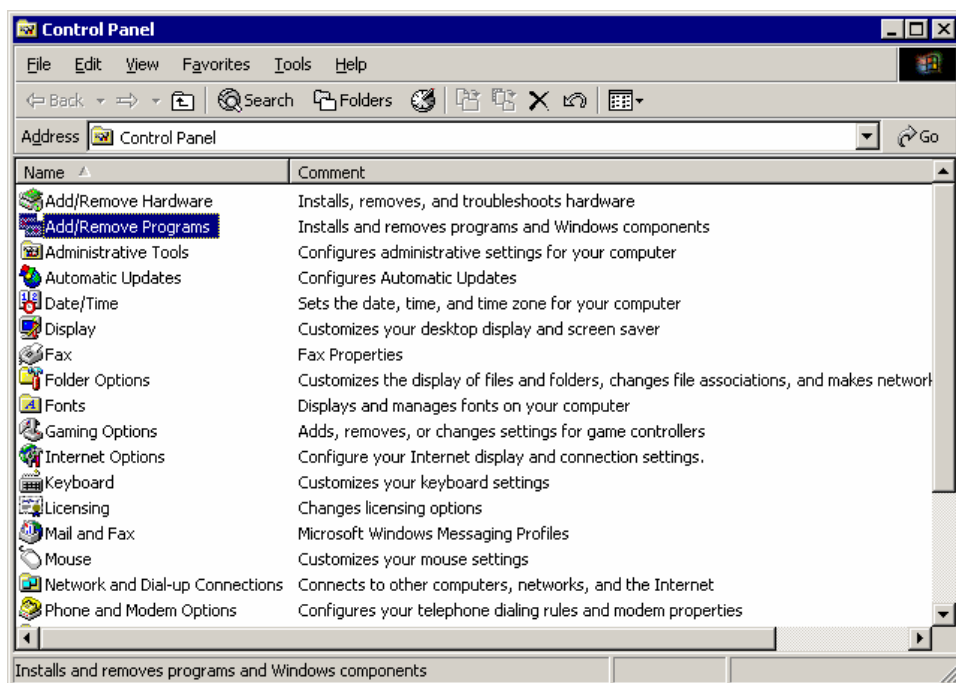 Control Panel
File Edit View Favorites Tools Help
Back Search Folders
Address Control Panel Go
Name Comment
Add/Remove Hardware Installs, removes, and troubleshoots hardware
Add/Remove Programs Installs and removes programs and Windows components
Administrative Tools Configures administrative settings for your computer
Automatic Updates Configures Automatic Updates
Date/Time Sets the date, time, and time zone for your computer
Display Customizes your desktop display and screen saver
Fax Fax Properties
Folder Options Customizes the display of files and folders, changes file associations, and makes network
Fonts Displays and manages fonts on your computer
Gaming Options Adds, removes, or changes settings for game controllers
Internet Options Configure your Internet display and connection settings.
Keyboard Customizes your keyboard settings
Licensing Changes licensing options
Mail and Fax Microsoft Windows Messaging Profiles
Mouse Customizes your mouse settings
Network and Dial-up Connections Connects to other computers, networks, and the Internet
Phone and Modem Options Configures your telephone dialing rules and modem properties
Installs and removes programs and Windows components